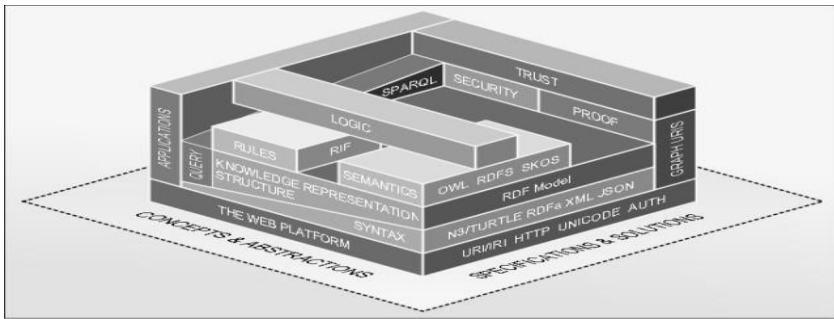 TRUST
SPARQL
SECURITY
PROOF
LOGIC
APPLICATIONS
GRAPH URIS
RULES
RIF
QUERY
KNOWLEDGE REPRESENTATION
STRUCTURE
SEMANTICS
OWL RDFS SKOS
RDF Model
SYNTAX
N3/TURTLE RDFa XML JSON
THE WEB PLATFORM
URI/IRI HTTP UNICODE AUTH
CONCEPTS & ABSTRACTIONS
SPECIFICATIONS & SOLUTIONS